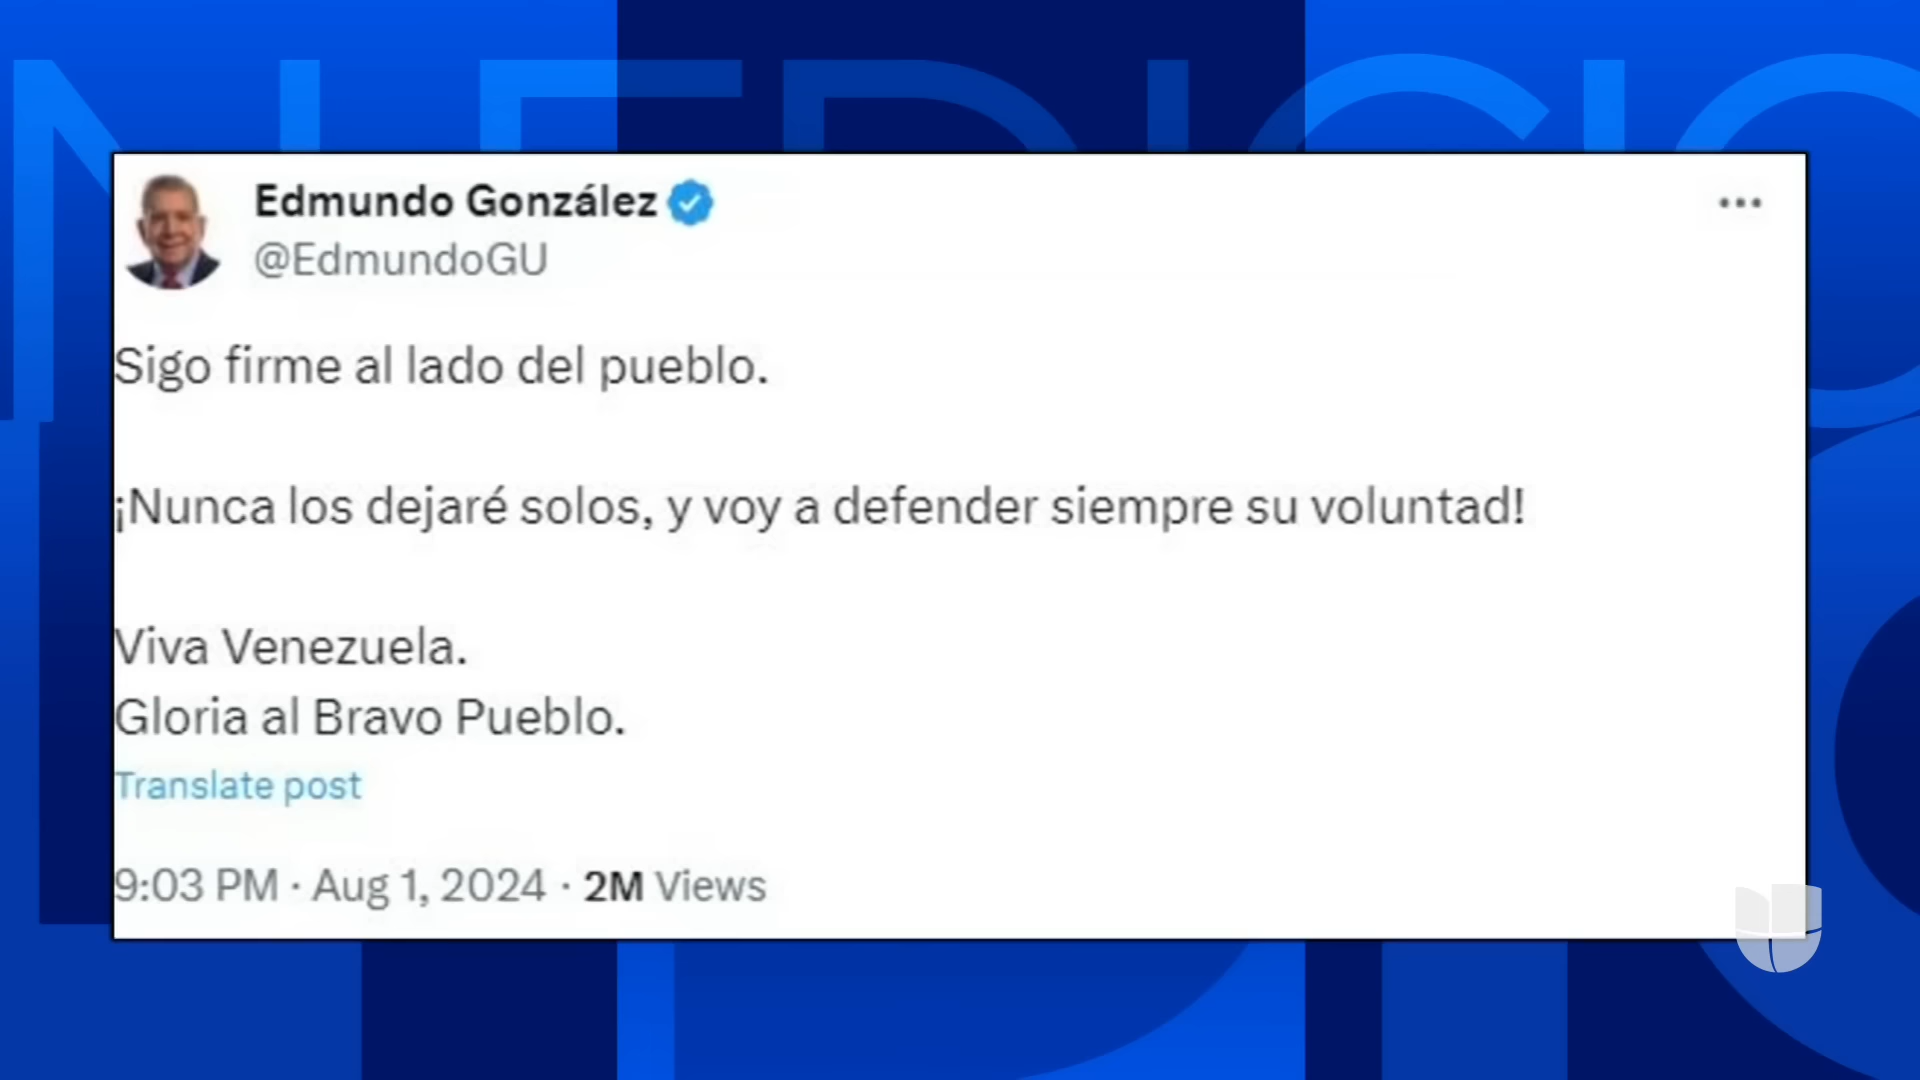 N EDICIÓ
Edmundo González
@EdmundoGU
Sigo firme al lado del pueblo.
¡Nunca los dejaré solos, y voy a defender siempre su voluntad!
Viva Venezuela.
Gloria al Bravo Pueblo.
Translate post
9:03 PM · Aug 1, 2024 · 2M Views